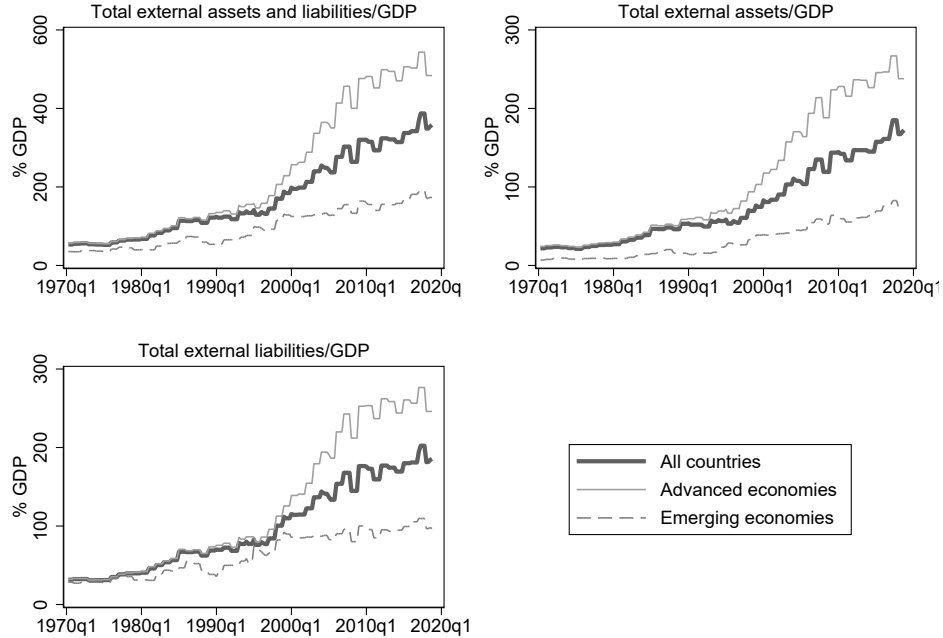 Total external assets and liabilities/GDP
% GDP
600
400
200
0
1970q1 1980q1 1990q1 2000q1 2010q1 2020q
Total external assets/GDP
% GDP
300
200
100
0
1970q1 1980q1 1990q1 2000q1 2010q1 2020q1
Total external liabilities/GDP
% GDP
300
200
100
0
1970q1 1980q1 1990q1 2000q1 2010q1 2020q1
All countries
Advanced economies
Emerging economies